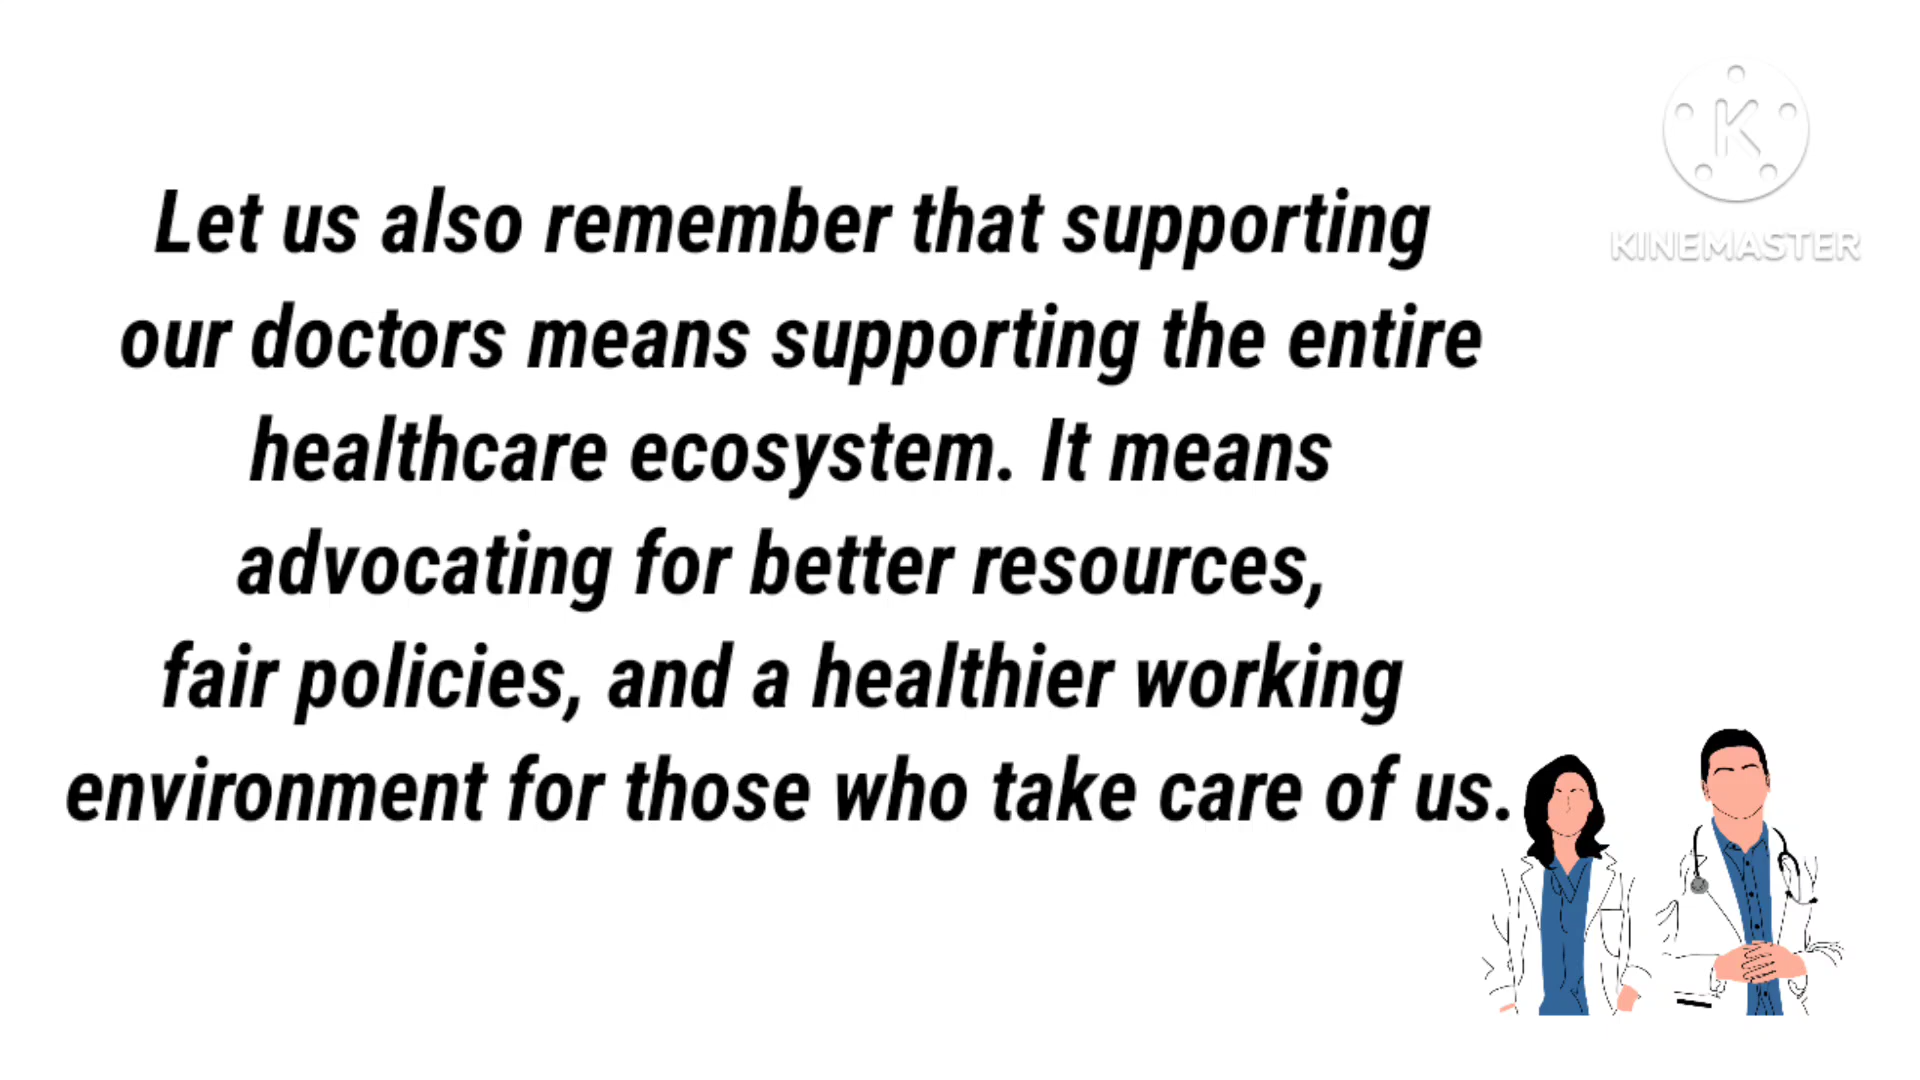 Let us also remember that supporting
our doctors means supporting the entire
healthcare ecosystem. It means
advocating for better resources,
fair policies, and a healthier working
environment for those who take care of us.
K
KINEMASTER